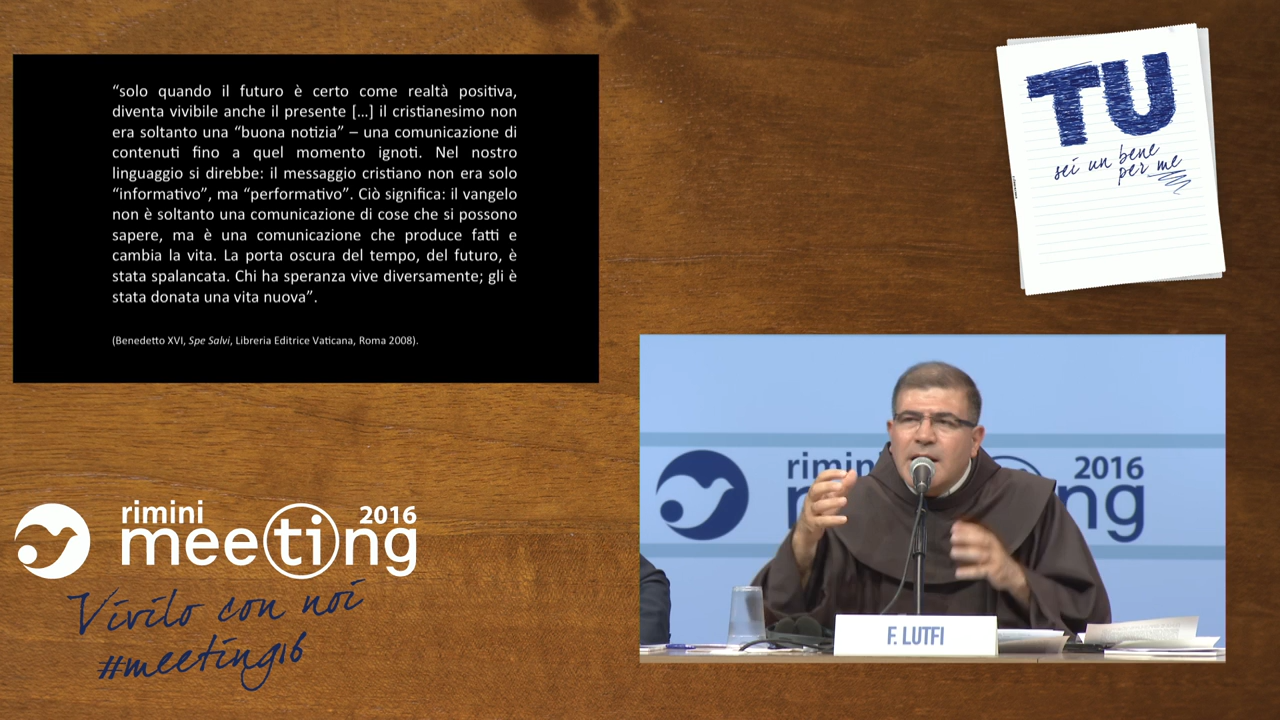 “solo quando il futuro è certo come realtà positiva,
diventa vivibile anche il presente [...] il cristianesimo non
era soltanto una “buona notizia” – una comunicazione di
contenuti fino a quel momento ignoti. Nel nostro
linguaggio si direbbe: il messaggio cristiano non era solo
“informativo”, ma “performativo”. Ciò significa: il vangelo
non è soltanto una comunicazione di cose che si possono
sapere, ma è una comunicazione che produce fatti e
cambia la vita. La porta oscura del tempo, del futuro, è
stata spalancata. Chi ha speranza vive diversamente; gli è
stata donata una vita nuova”.
(Benedetto XVI, Spe Salvi, Libreria Editrice Vaticana, Roma 2008).
TU
sei un bene
per me
rimini 2016
meeting
Vivilo con noi
#meeting16
rimin 2016
m ng
F. LUTFI